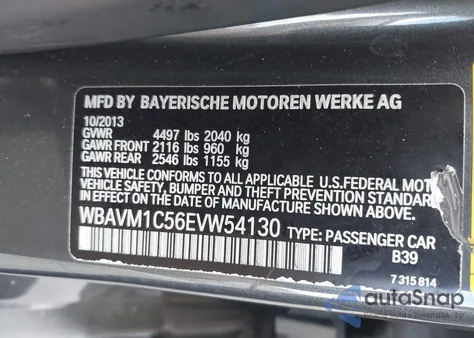 MFD BY BAYERISCHE MOTOREN WERKE AG
10/2013
GVWR 4497 lbs 2040 kg
GAWR FRONT 2116 lbs 960 kg
GAWR REAR 2546 lbs 1155 kg
THIS VEHICLE CONFORMS TO ALL APPLICABLE U.S.FEDERAL MOT
VEHICLE SAFETY, BUMPER AND THEFT PREVENTION STANDARD
IN EFFECT ON THE DATE OF MANUFACTURE SHOWN ABOVE.
WBAVM1C56EVW54130 TYPE: PASSENGER CAR
B39
7 315 814
autoSnap